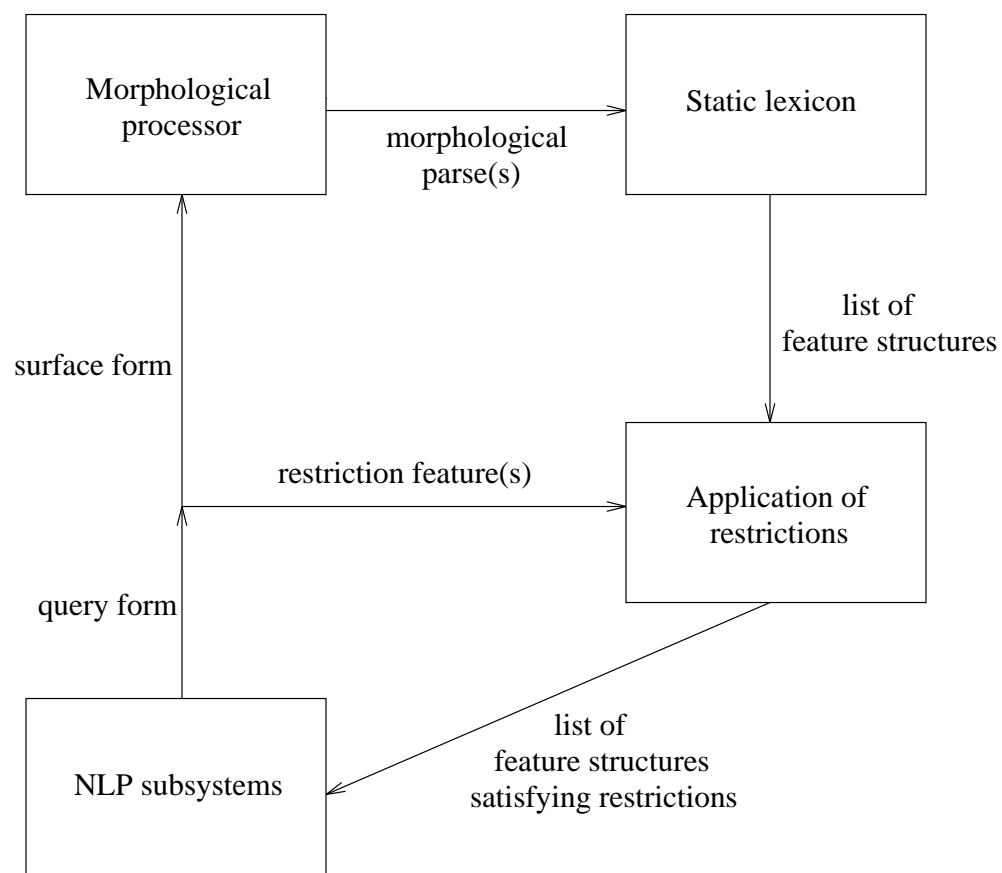 Morphological
processor
Static lexicon
morphological
parse(s)
list of
feature structures
surface form
restriction feature(s)
Application of
restrictions
query form
list of
feature structures
satisfying restrictions
NLP subsystems